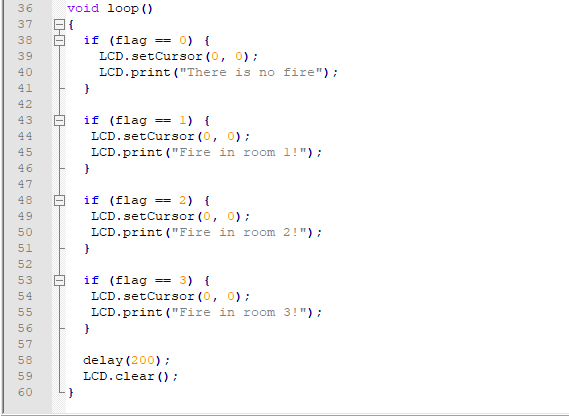 36 void loop()
37 {
38 if (flag == 0) {
39 LCD.setCursor(0, 0);
40 LCD.print("There is no fire");
41 }
42
43 if (flag == 1) {
44 LCD.setCursor(0, 0);
45 LCD.print("Fire in room 1!");
46 }
47
48 if (flag == 2) {
49 LCD.setCursor(0, 0);
50 LCD.print("Fire in room 2!");
51 }
52
53 if (flag == 3) {
54 LCD.setCursor(0, 0);
55 LCD.print("Fire in room 3!");
56 }
57
58 delay(200);
59 LCD.clear();
60 }